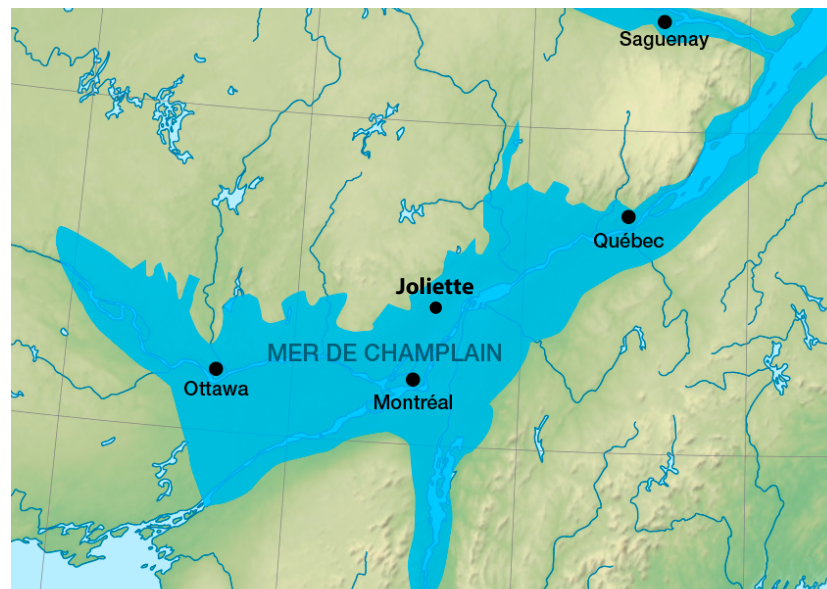 Saguenay
Québec
Joliette
MER DE CHAMPLAIN
Ottawa
Montréal